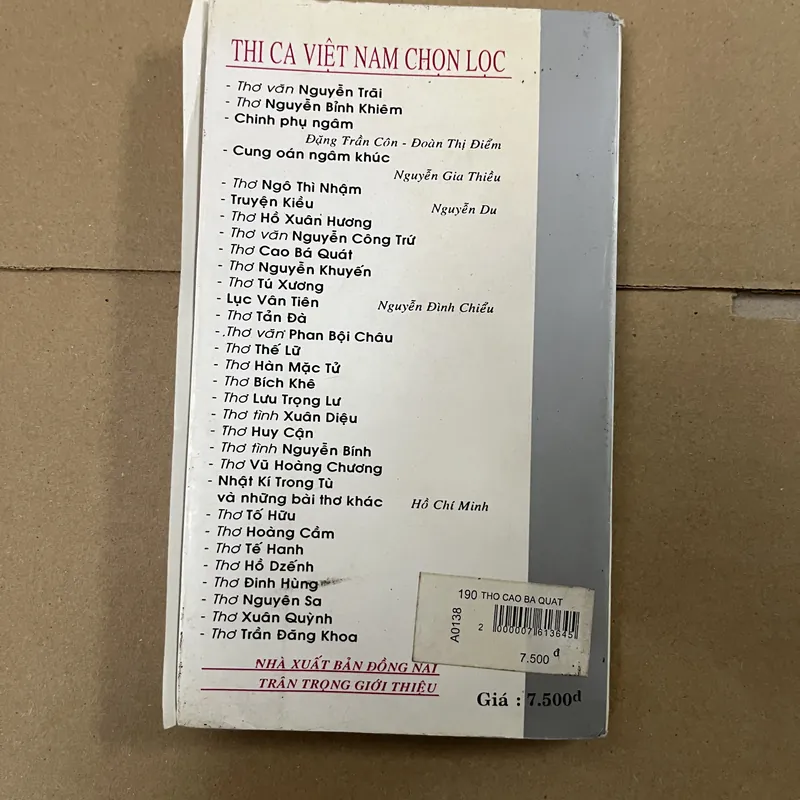 THI CA VIỆT NAM CHỌN LỌC
- Thơ văn Nguyễn Trãi
- Thơ Nguyễn Bỉnh Khiêm
- Chinh phụ ngâm
Đặng Trần Côn - Đoàn Thị Điểm
- Cung oán ngâm khúc
Nguyễn Gia Thiều
- Thơ Ngô Thì Nhậm
- Truyện Kiều Nguyễn Du
- Thơ Hồ Xuân Hương
- Thơ văn Nguyễn Công Trứ
- Thơ Cao Bá Quát
- Thơ Nguyễn Khuyến
- Thơ Tú Xương
- Lục Vân Tiên Nguyễn Đình Chiểu
- Thơ Tản Đà
- Thơ văn Phan Bội Châu
- Thơ Thế Lữ
- Thơ Hàn Mặc Tử
- Thơ Bích Khê
- Thơ Lưu Trọng Lư
- Thơ tình Xuân Diệu
- Thơ Huy Cận
- Thơ tình Nguyễn Bính
- Thơ Vũ Hoàng Chương
- Nhật Kí Trong Tù
và những bài thơ khác Hồ Chí Minh
- Thơ Tố Hữu
- Thơ Hoàng Cầm
- Thơ Tế Hanh
- Thơ Hồ Dzếnh
- Thơ Đinh Hùng
- Thơ Nguyên Sa
- Thơ Xuân Quỳnh
- Thơ Trần Đăng Khoa
NHÀ XUẤT BẢN ĐỒNG NAI
TRÂN TRỌNG GIỚI THIỆU
190 THO CAO BA QUAT
A0138
2 000007 613645
7.500 đ
Giá : 7.500đ